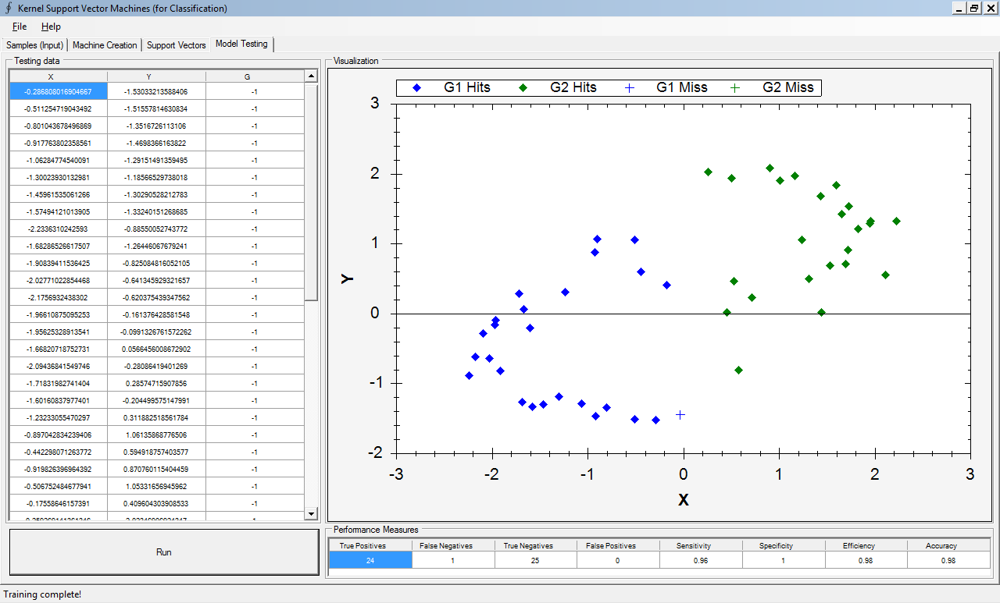 Kernel Support Vector Machines (for Classification)
File Help
Samples (Input) Machine Creation Support Vectors Model Testing
Testing data
X Y G
-0.286808016904667 -1.53033213588406 -1
-0.511254719043492 -1.51557814630834 -1
-0.801043678496869 -1.3516726113106 -1
-0.917763802358561 -1.4698366163822 -1
-1.06284774540091 -1.29151491359495 -1
-1.30023930132981 -1.18566529738018 -1
-1.45961535061266 -1.30290528212783 -1
-1.57494121013905 -1.33240151268685 -1
-2.2336310242593 -0.88550052743772 -1
-1.68286526617507 -1.26446067679241 -1
-1.90839411536425 -0.825084816052105 -1
-2.02771022854468 -0.641345929321657 -1
-2.1756932438302 -0.620375439347562 -1
-1.96610875095253 -0.161376428581548 -1
-1.95625328913541 -0.0991326761572262 -1
-1.66820718752731 0.0566456008672902 -1
-2.09436841549746 -0.28086419401269 -1
-1.71831982741404 0.28574715907856 -1
-1.60160837977401 -0.204499575147991 -1
-1.23233055470297 0.311882518561784 -1
-0.897042834239406 1.06135868776506 -1
-0.442298071263772 0.594918757403577 -1
-0.919826396964392 0.870760115404459 -1
-0.506752484677941 1.05331656945962 -1
-0.17558646157391 0.409604303908533 -1
Run
Visualization
G1 Hits G2 Hits G1 Miss G2 Miss
3
2
1
0
-1
-2
Y
-3 -2 -1 0 1 2 3
X
Performance Measures
True Positives False Negatives True Negatives False Positives Sensitivity Specificity Efficiency Accuracy
24 1 25 0 0.96 1 0.98 0.98
Training complete!